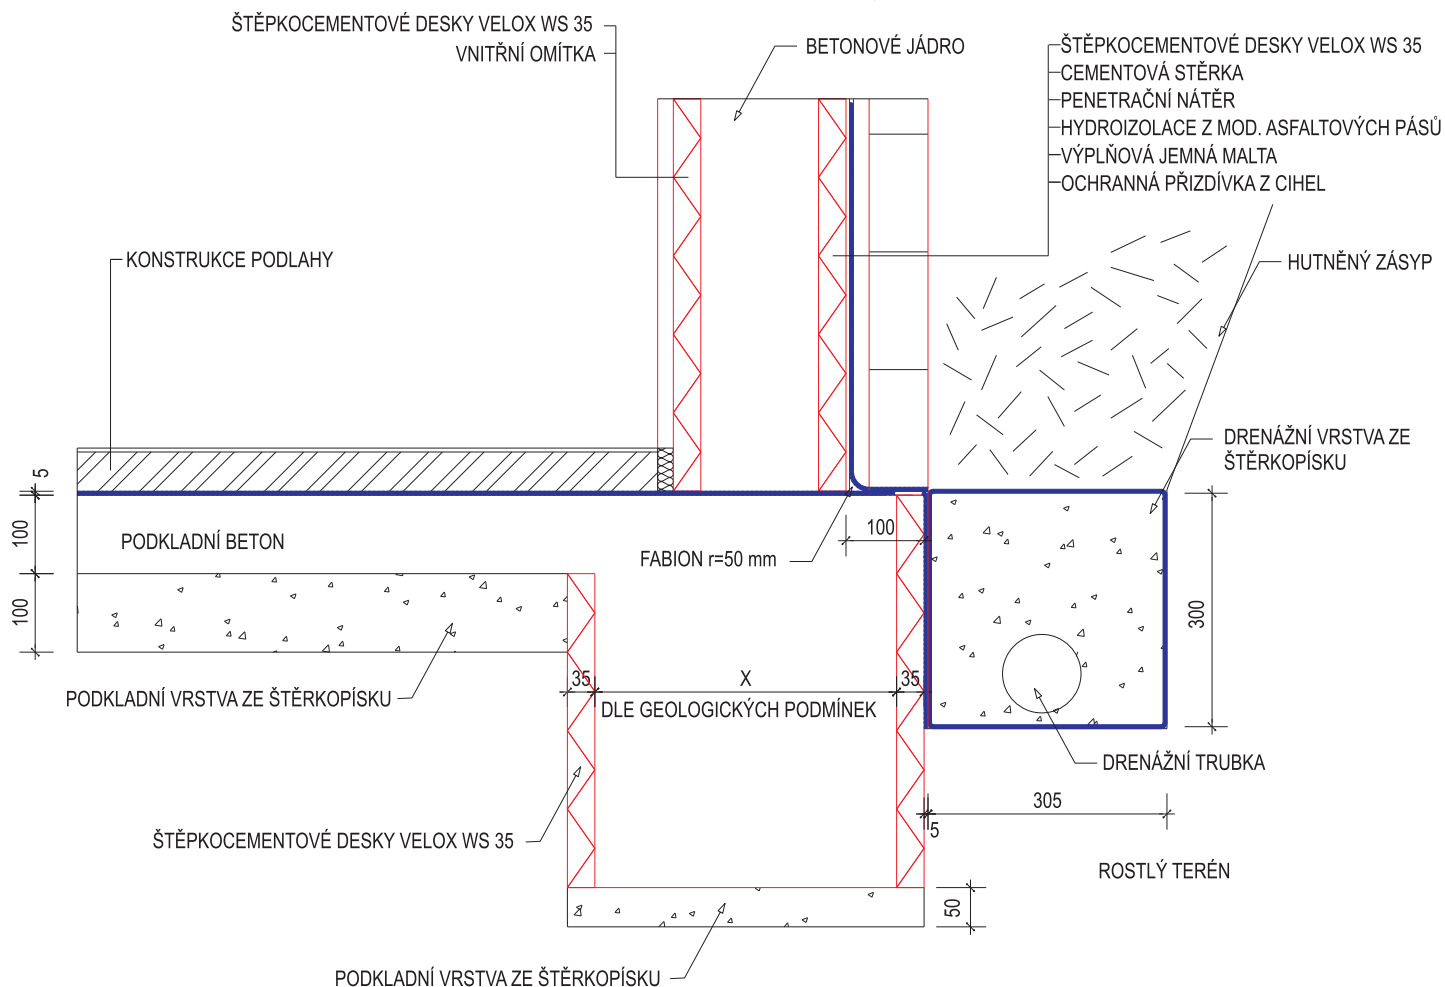 ŠTĚPKOCEMENTOVÉ DESKY VELOX WS 35
VNITŘNÍ OMÍTKA
BETONOVÉ JÁDRO
ŠTĚPKOCEMENTOVÉ DESKY VELOX WS 35
CEMENTOVÁ STĚRKA
PENETRAČNÍ NÁTĚR
HYDROIZOLACE Z MOD. ASFALTOVÝCH PÁSŮ
VÝPLŇOVÁ JEMNÁ MALTA
OCHRANNÁ PŘIZDÍVKA Z CIHEL
KONSTRUKCE PODLAHY
HUTNĚNÝ ZÁSYP
DRENÁŽNÍ VRSTVA ZE
ŠTĚRKOPÍSKU
5
100
100
PODKLADNÍ BETON
FABION r=50 mm
100
300
35
X
35
DLE GEOLOGICKÝCH PODMÍNEK
PODKLADNÍ VRSTVA ZE ŠTĚRKOPÍSKU
DRENÁŽNÍ TRUBKA
305
5
ŠTĚPKOCEMENTOVÉ DESKY VELOX WS 35
ROSTLÝ TERÉN
50
PODKLADNÍ VRSTVA ZE ŠTĚRKOPÍSKU